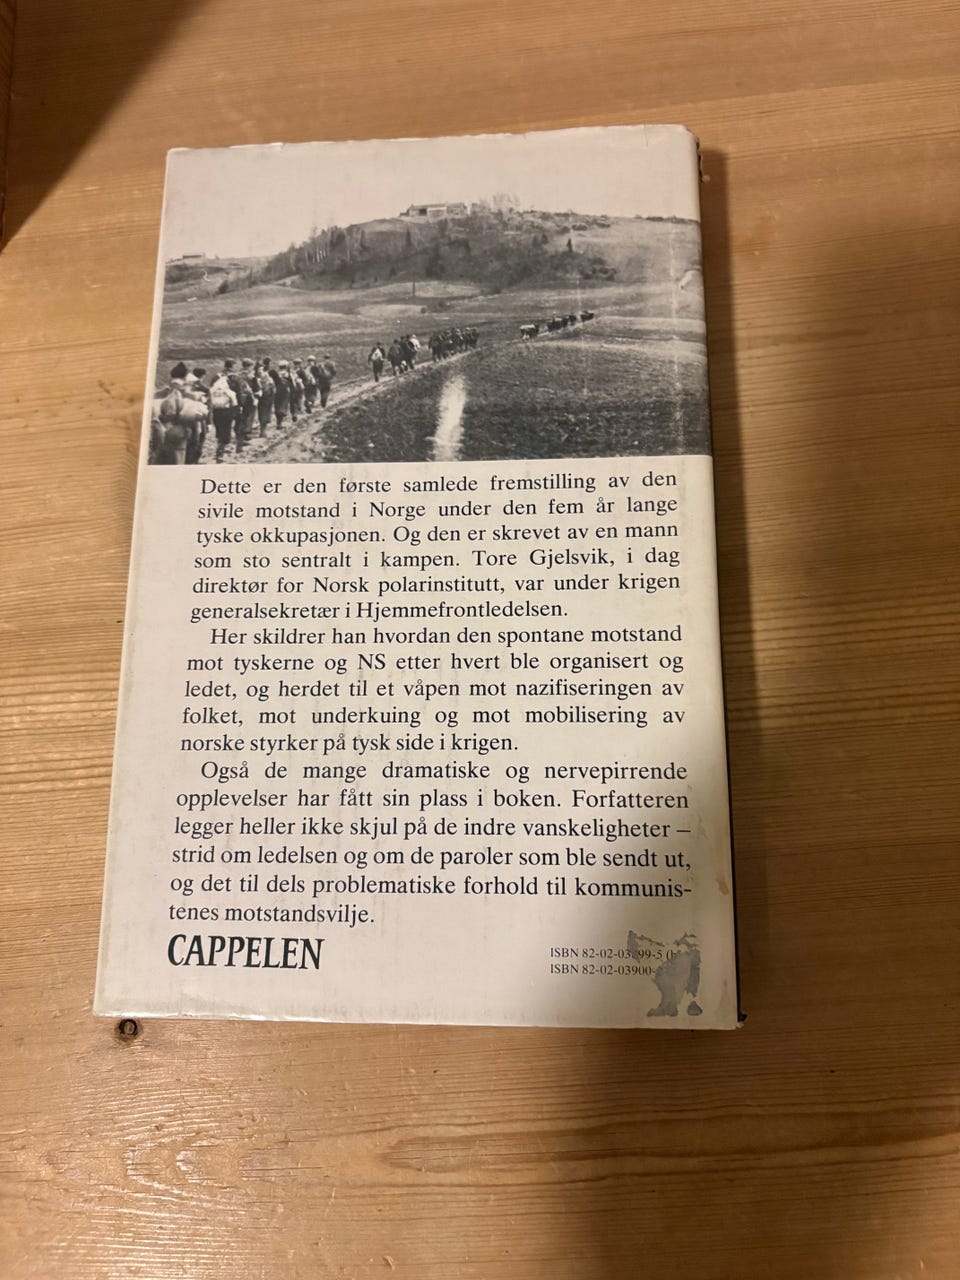 Dette er den første samlede fremstilling av den
sivile motstand i Norge under den fem år lange
tyske okkupasjonen. Og den er skrevet av en mann
som sto sentralt i kampen. Tore Gjelsvik, i dag
direktør for Norsk polarinstitutt, var under krigen
generalsekretær i Hjemmefrontledelsen.
Her skildrer han hvordan den spontane motstand
mot tyskerne og NS etter hvert ble organisert og
ledet, og herdet til et våpen mot nazifiseringen av
folket, mot underkuing og mot mobilisering av
norske styrker på tysk side i krigen.
Også de mange dramatiske og nervepirrende
opplevelser har fått sin plass i boken. Forfatteren
legger heller ikke skjul på de indre vanskeligheter –
strid om ledelsen og om de paroler som ble sendt ut,
og det til dels problematiske forhold til kommunis-
tenes motstandsvilje.
CAPPELEN
ISBN
ISBN